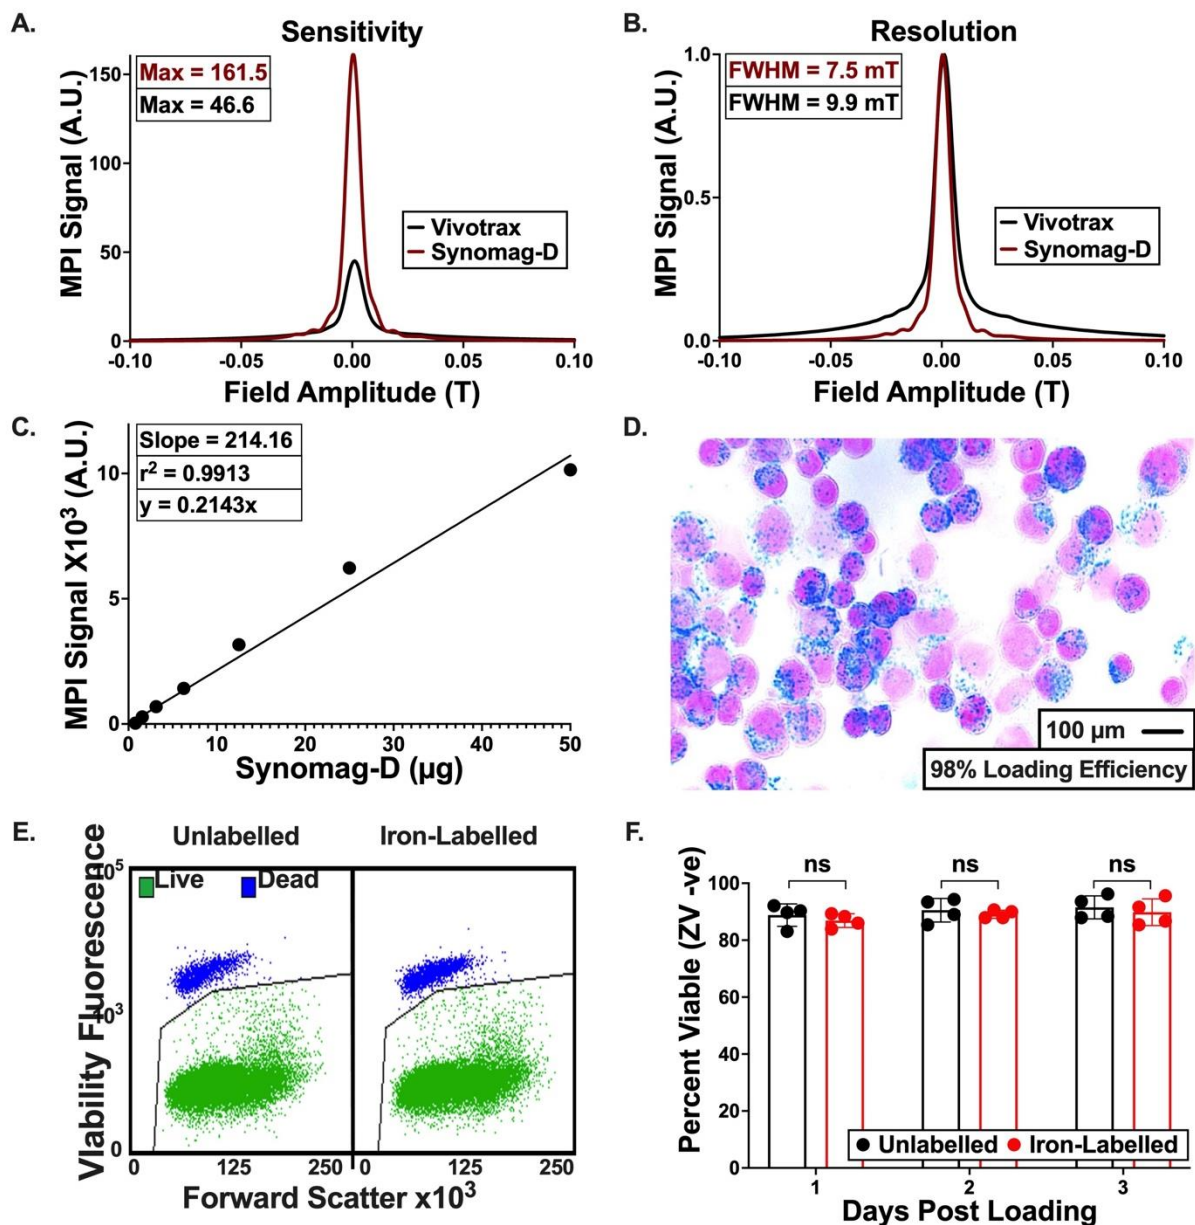 A.
Sensitivity
Max = 161.5
Max = 46.6
MPI Signal (A.U.)
150
100
50
0
Vivotrax
Synomag-D
-0.10
-0.05
0.00
0.05
0.10
Field Amplitude (T)
B.
Resolution
FWHM = 7.5 mT
FWHM = 9.9 mT
MPI Signal (A.U.)
1.0
0.5
0.0
Vivotrax
Synomag-D
-0.10
-0.05
0.00
0.05
0.10
Field Amplitude (T)
C.
Slope = 214.16
r² = 0.9913
y = 0.2143x
MPI Signal X10³ (A.U.)
10
5
0
0
10
20
30
40
50
Synomag-D (µg)
D.
100 µm
98% Loading Efficiency
E.
Unlabelled
Iron-Labelled
Live
Dead
Viability Fluorescence
10⁵
10³
0
0
125
250
0
125
250
Forward Scatter x10³
F.
ns
ns
ns
Percent Viable (ZV -ve)
100
80
60
40
20
0
Unlabelled
Iron-Labelled
1
2
3
Days Post Loading